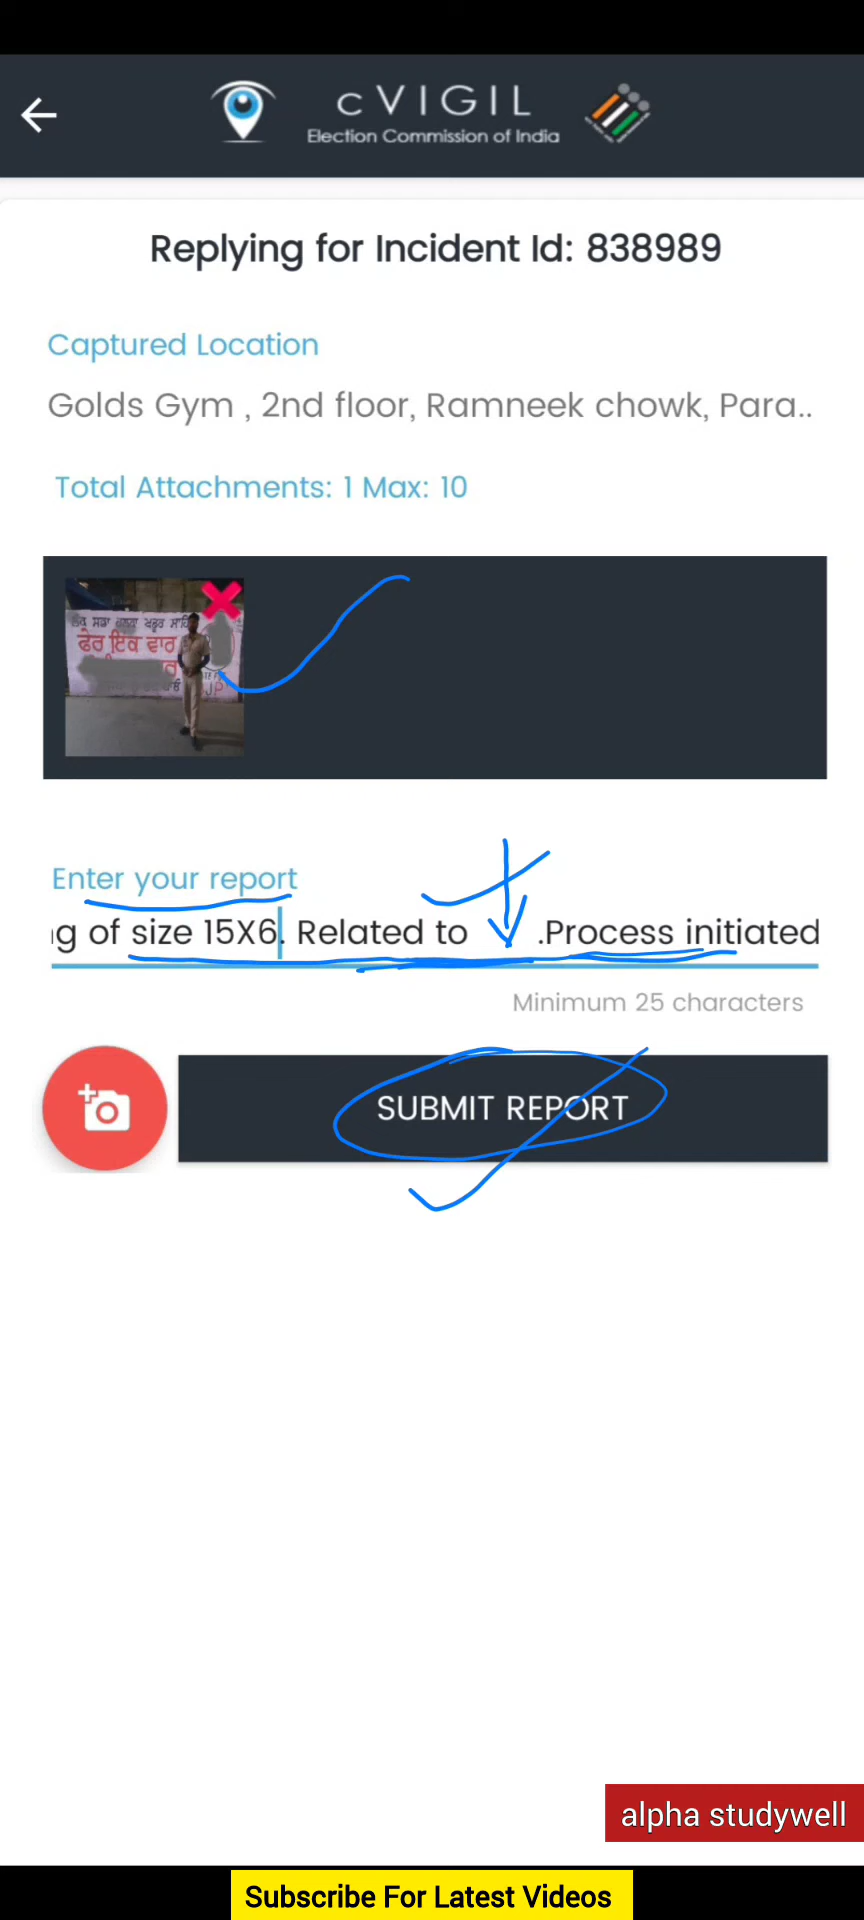 cVIGIL
Election Commission of India
Replying for Incident Id: 838989
Captured Location
Golds Gym , 2nd floor, Ramneek chowk, Para..
Total Attachments: 1 Max: 10
ਫੇਰ ਇਕ ਵਾਰ
Enter your report
g of size 15X6. Related to .Process initiated
Minimum 25 characters
SUBMIT REPORT
alpha studywell
Subscribe For Latest Videos